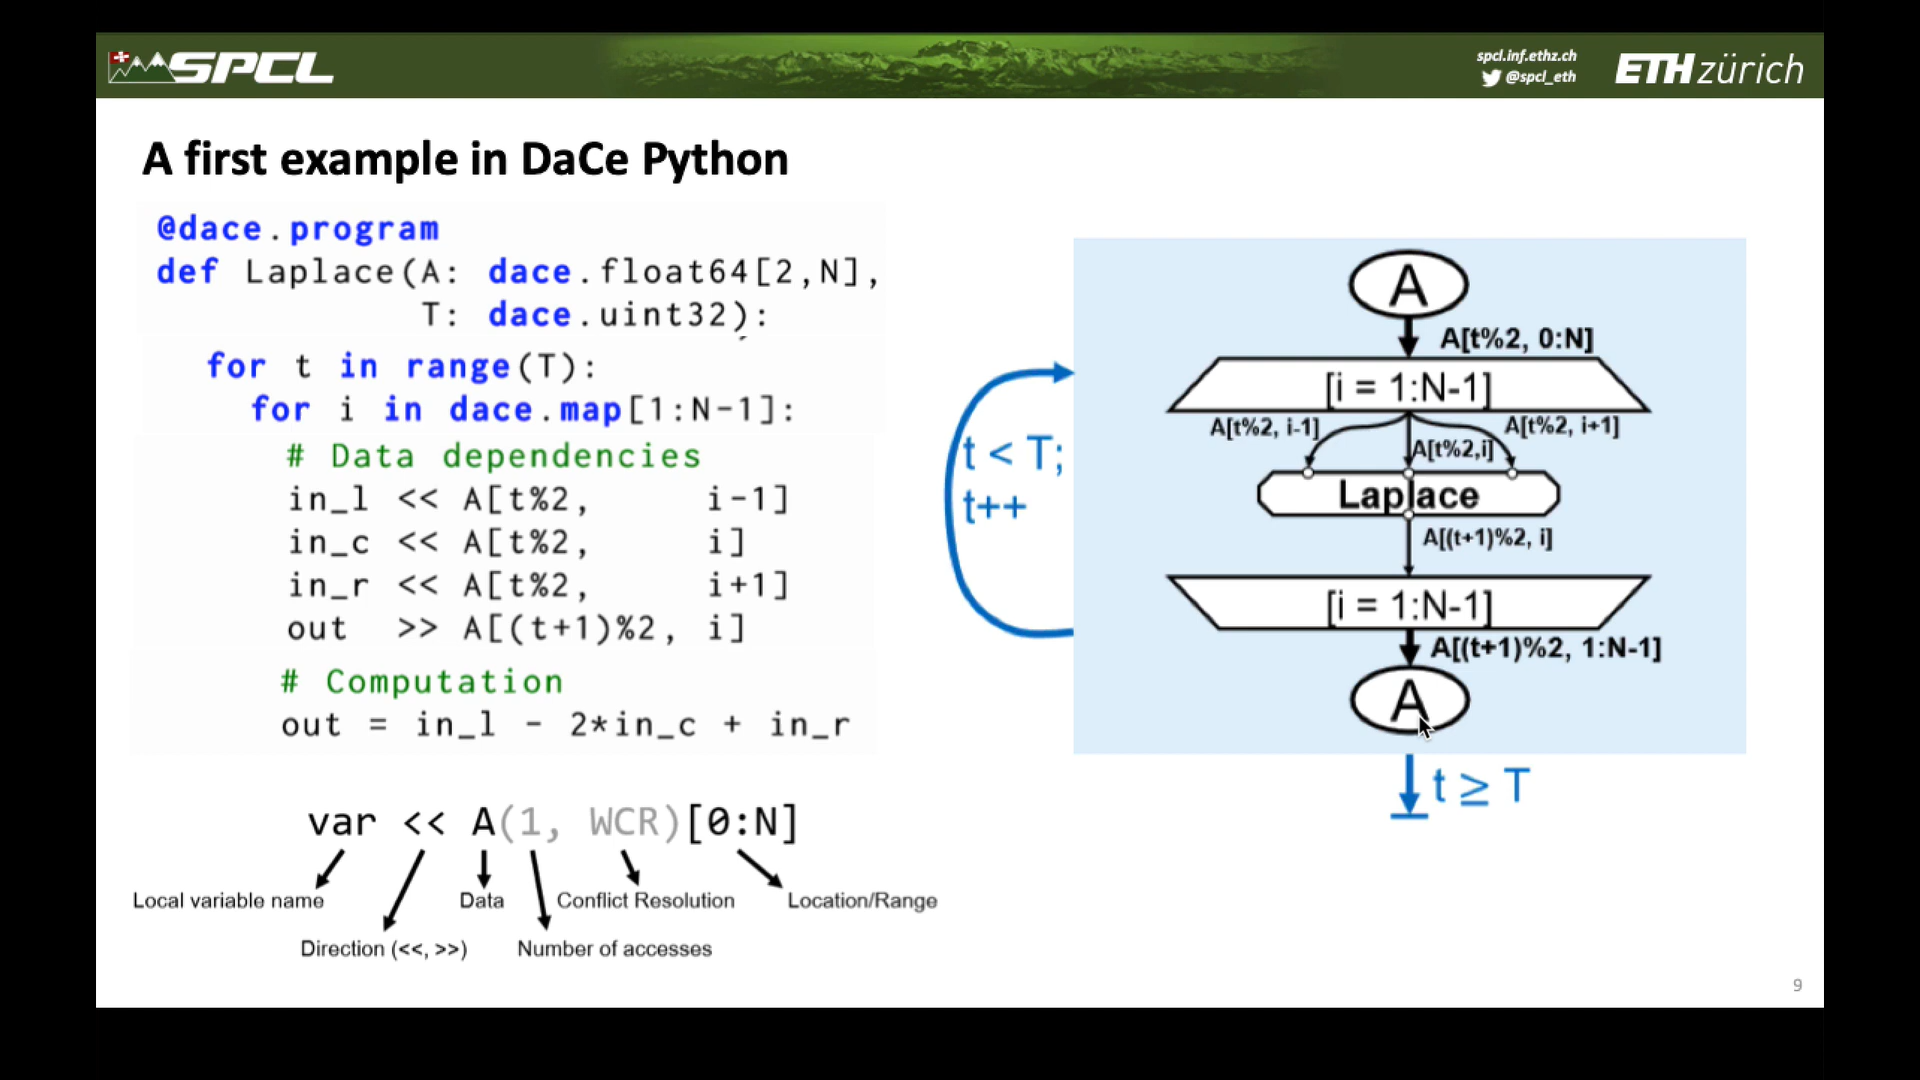 SPCL
spcl.inf.ethz.ch
@spcl_eth
ETH zürich
A first example in DaCe Python
@dace.program
def Laplace(A: dace.float64[2,N],
T: dace.uint32):
for t in range(T):
for i in dace.map[1:N-1]:
# Data dependencies
in_l << A[t%2, i-1]
in_c << A[t%2, i]
in_r << A[t%2, i+1]
out >> A[(t+1)%2, i]
# Computation
out = in_l - 2*in_c + in_r
var << A(1, WCR)[0:N]
Local variable name
Data
Conflict Resolution
Location/Range
Direction (<<, >>)
Number of accesses
t < T;
t++
A
A[t%2, 0:N]
[i = 1:N-1]
A[t%2, i-1]
A[t%2,i]
A[t%2, i+1]
Laplace
A[(t+1)%2, i]
[i = 1:N-1]
A[(t+1)%2, 1:N-1]
A
t ≥ T
9